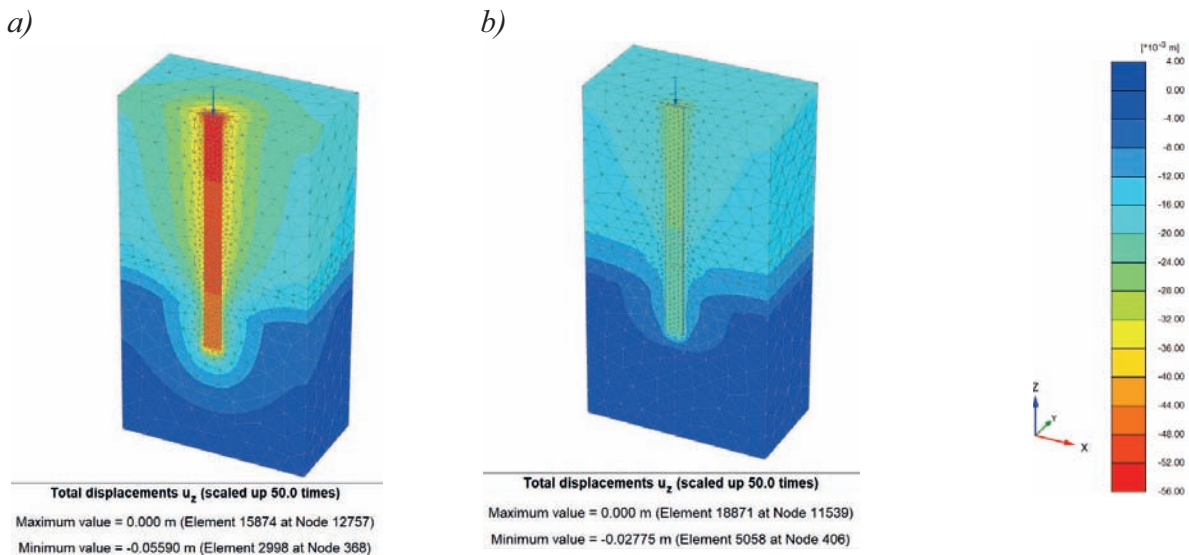 a)
b)
[*10⁻³ m]
4.00
0.00
-4.00
-8.00
-12.00
-16.00
-20.00
-24.00
-28.00
-32.00
-36.00
-40.00
-44.00
-48.00
-52.00
-56.00
Z
Y
X
Total displacements u_z (scaled up 50.0 times)
Maximum value = 0.000 m (Element 15874 at Node 12757)
Minimum value = -0.05590 m (Element 2998 at Node 368)
Total displacements u_z (scaled up 50.0 times)
Maximum value = 0.000 m (Element 18871 at Node 11539)
Minimum value = -0.02775 m (Element 5058 at Node 406)